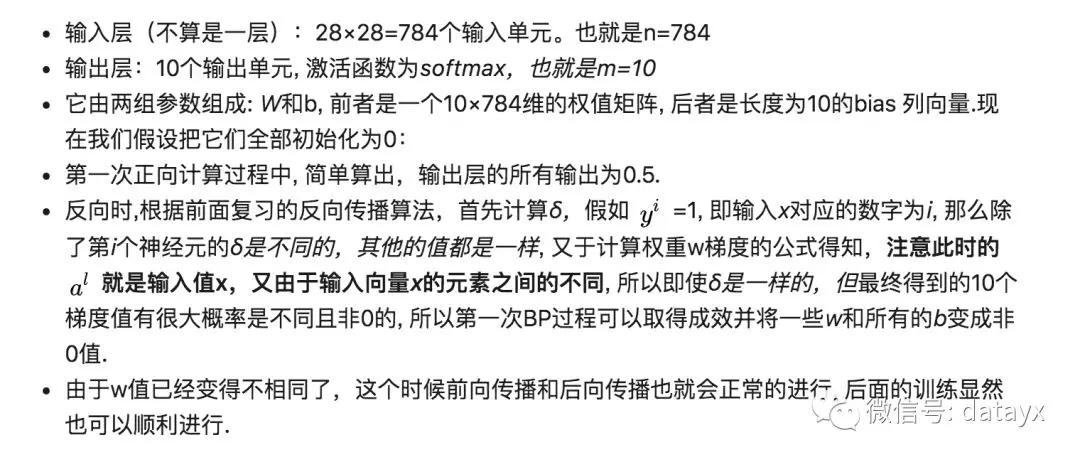 • 输入层（不算是一层）：28×28=784个输入单元。也就是n=784
• 输出层：10个输出单元, 激活函数为softmax，也就是m=10
• 它由两组参数组成: W和b, 前者是一个10×784维的权值矩阵, 后者是长度为10的bias 列向量.现
在我们假设把它们全部初始化为0：
• 第一次正向计算过程中, 简单算出，输出层的所有输出为0.5.
• 反向时,根据前面复习的反向传播算法，首先计算δ，假如 yⁱ =1, 即输入x对应的数字为i, 那么除
了第i个神经元的δ是不同的，其他的值都是一样, 又于计算权重w梯度的公式得知，注意此时的
aˡ 就是输入值x，又由于输入向量x的元素之间的不同, 所以即使δ是一样的，但最终得到的10个
梯度值有很大概率是不同且非0的, 所以第一次BP过程可以取得成效并将一些w和所有的b变成非
0值.
• 由于w值已经变得不相同了，这个时候前向传播和后向传播也就会正常的进行, 后面的训练显然
也可以顺利进行.
微信号: datayx